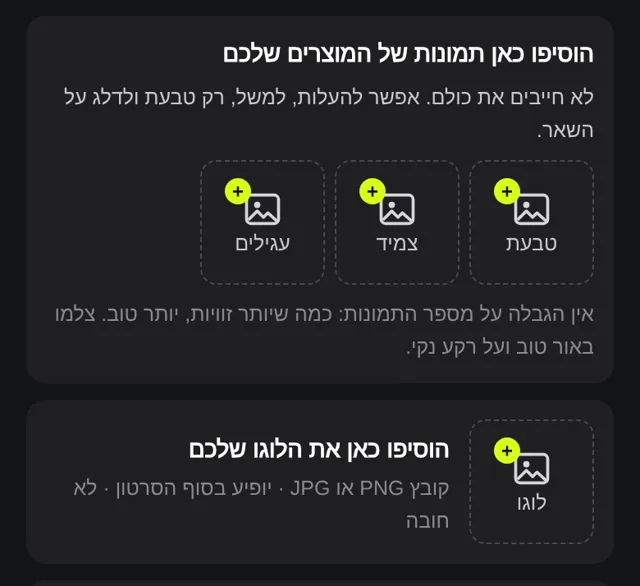 הוסיפו כאן תמונות של המוצרים שלכם
לא חייבים את כולם. אפשר להעלות, למשל, רק טבעת ולדלג על
השאר.
טבעת
צמיד
עגילים
אין הגבלה על מספר התמונות: כמה שיותר זוויות, יותר טוב. צלמו
באור טוב ועל רקע נקי.
הוסיפו כאן את הלוגו שלכם
קובץ PNG או JPG · יופיע בסוף הסרטון · לא
חובה
לוגו